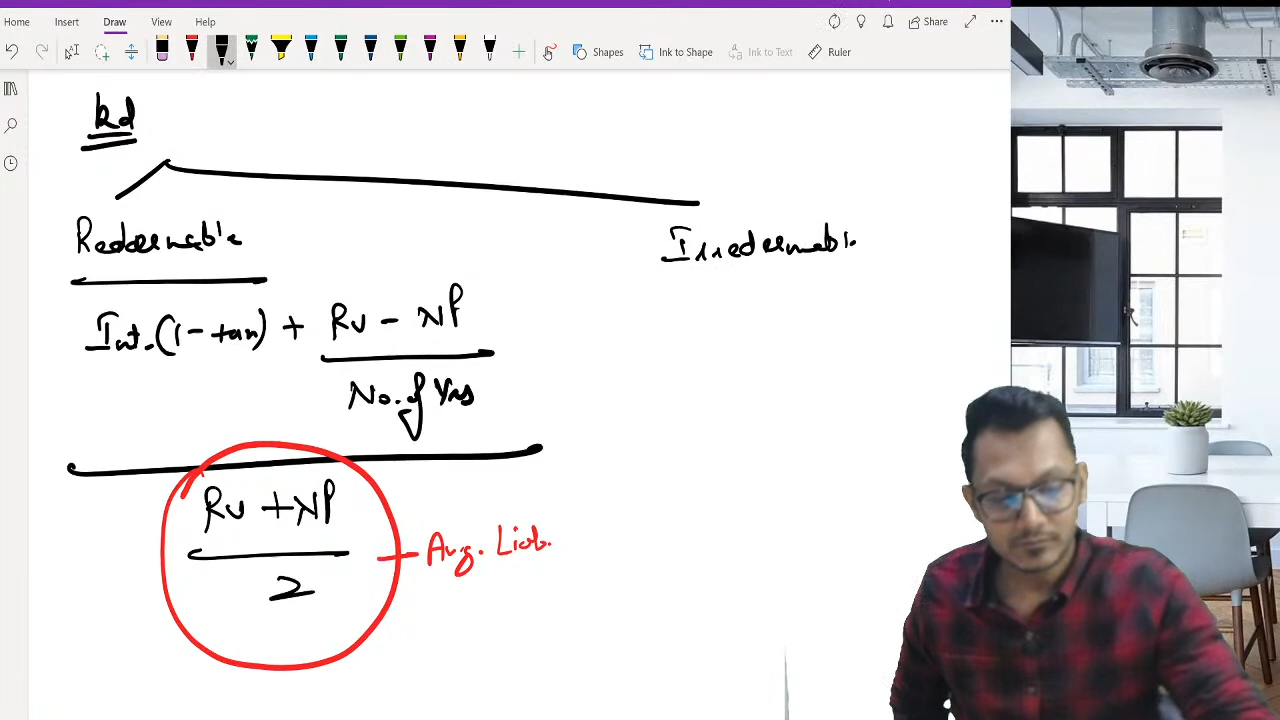 Home Insert Draw View Help Share
Shapes Ink to Shape Ink to Text Ruler
kd
Redeemable
Irredeemable
Int.(1-tax) + RV - NP
No. of Yrs
RV + NP
2
Avg. Liab.